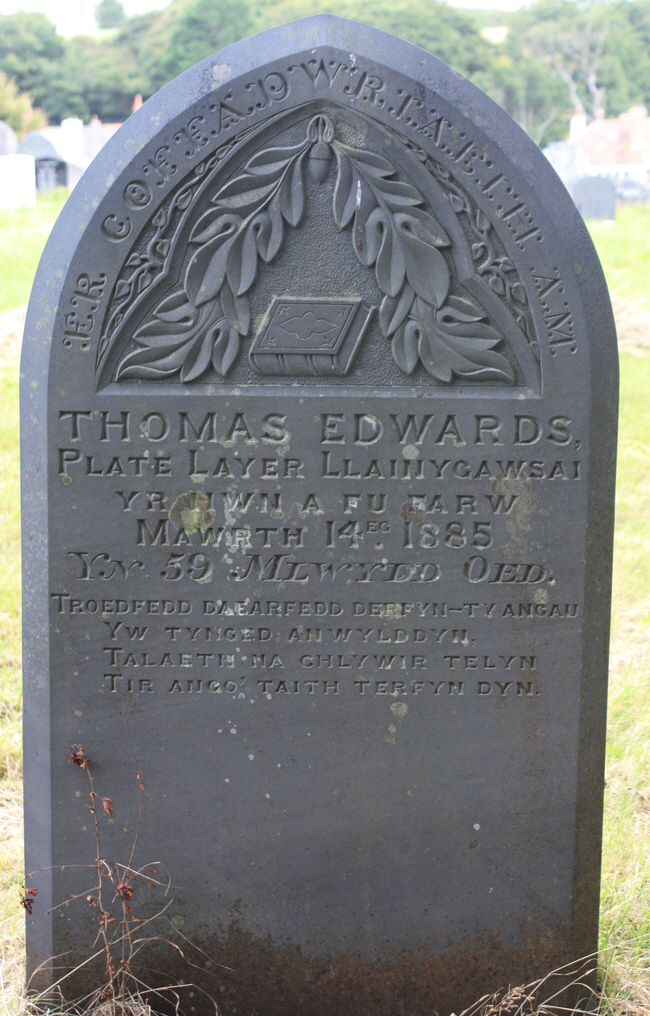 ER COFFADWRIAETH AM
THOMAS EDWARDS,
PLATE LAYER LLAINYGAWSAI
YR HWN A FU FARW
MAWRTH 14EG 1885
YN 59 MLWYDD OED.
TROEDFEDD DAEARFEDD DERFYN-TY ANGAU
YW TYNGED ANWYLDDYN,
TALAETH NA CHLYWIR TELYN
TIR ANGO' TAITH TERFYN DYN.